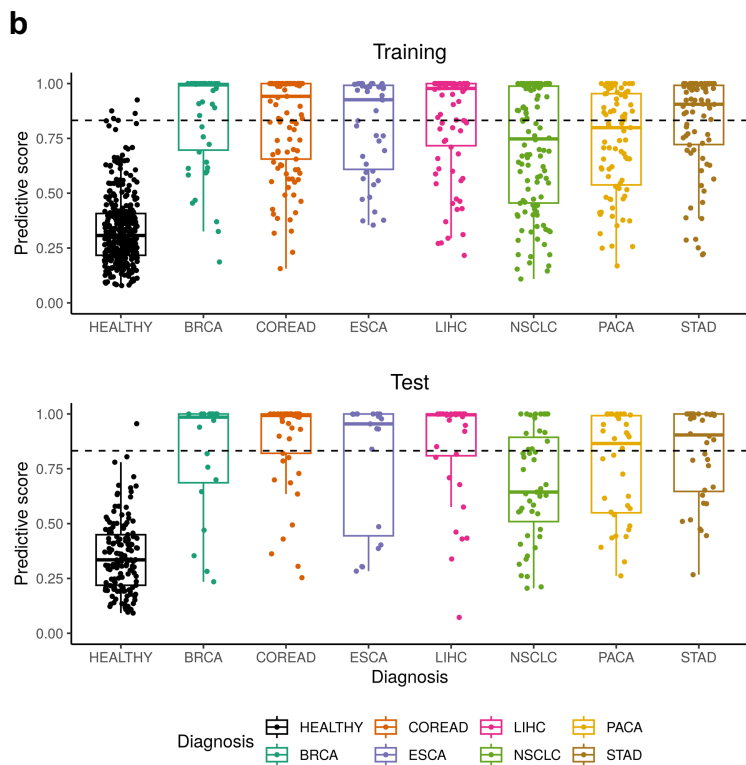 b
Training
Predictive score
1.00
0.75
0.50
0.25
0.00
HEALTHY BRCA COREAD ESCA LIHC NSCLC PACA STAD
Test
Predictive score
1.00
0.75
0.50
0.25
0.00
HEALTHY BRCA COREAD ESCA LIHC NSCLC PACA STAD
Diagnosis
Diagnosis
HEALTHY COREAD LIHC PACA
BRCA ESCA NSCLC STAD